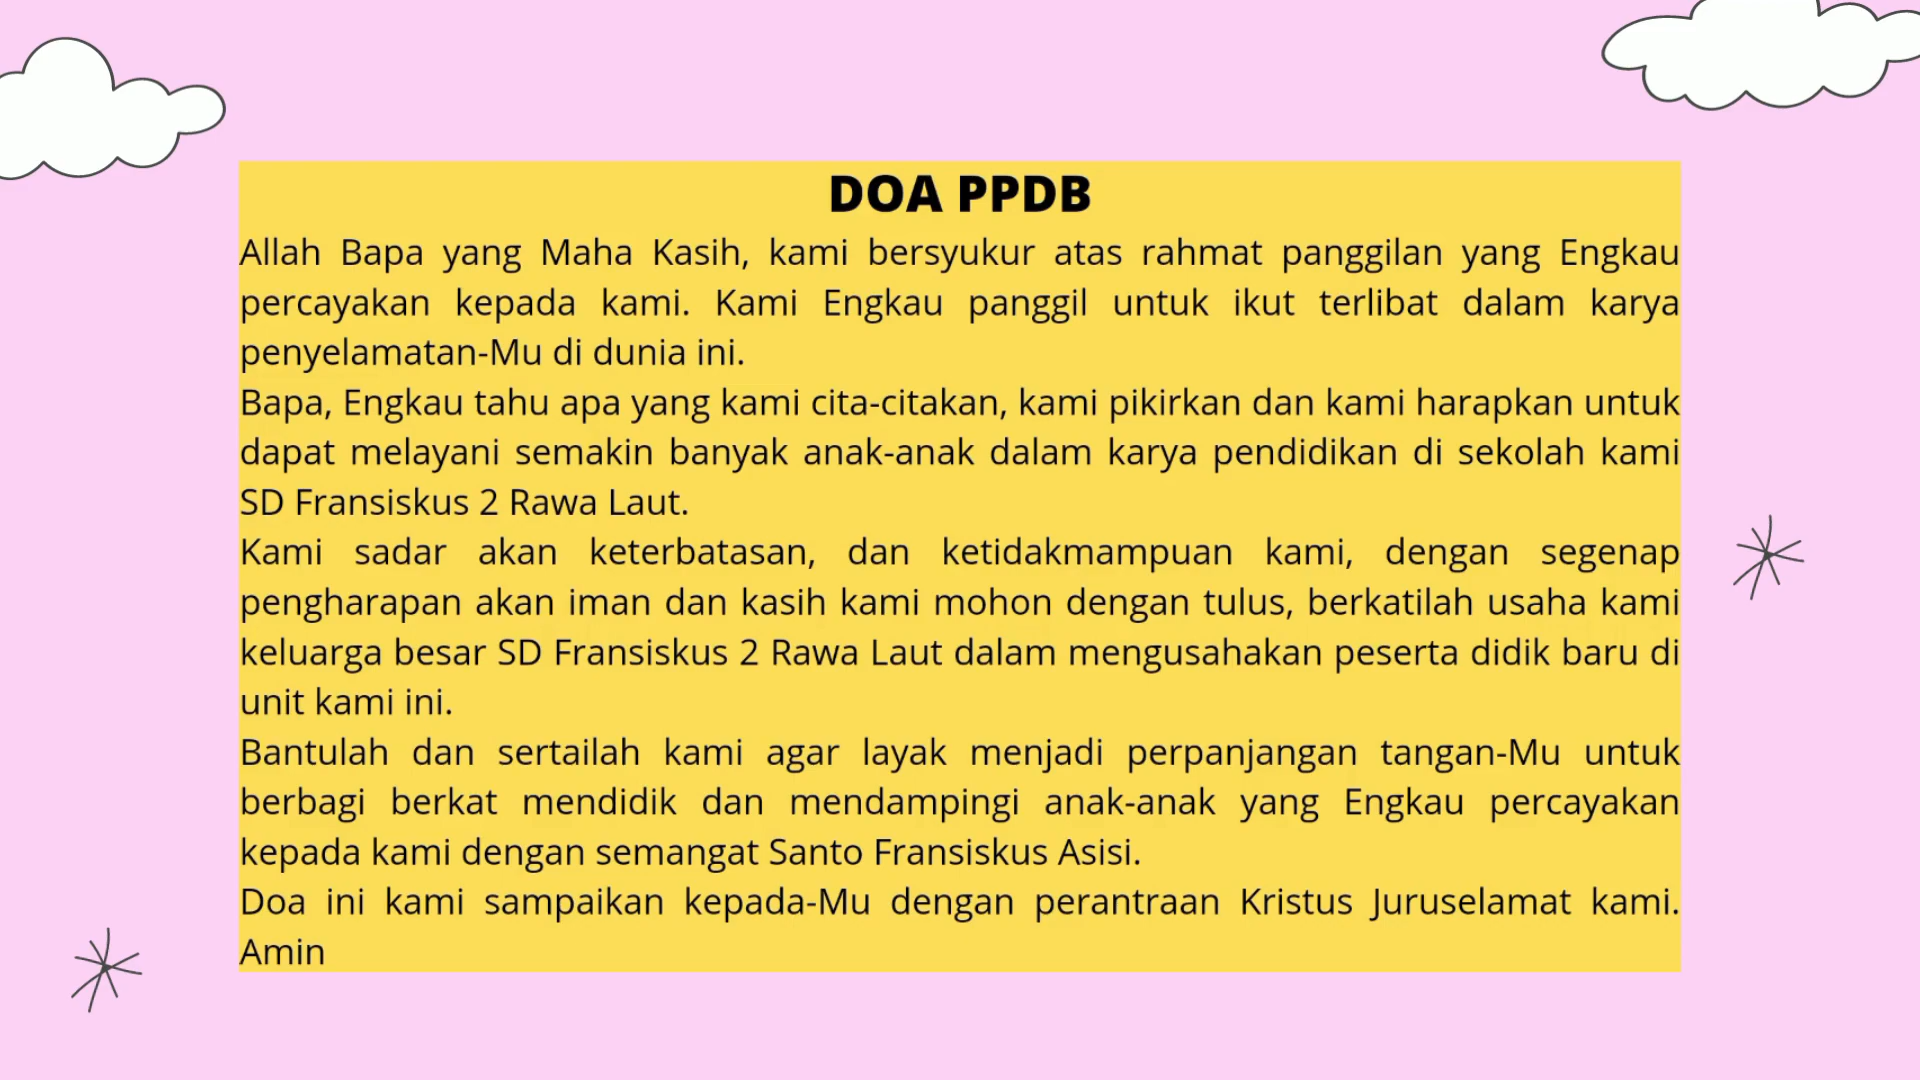 DOA PPDB
Allah Bapa yang Maha Kasih, kami bersyukur atas rahmat panggilan yang Engkau
percayakan kepada kami. Kami Engkau panggil untuk ikut terlibat dalam karya
penyelamatan-Mu di dunia ini.
Bapa, Engkau tahu apa yang kami cita-citakan, kami pikirkan dan kami harapkan untuk
dapat melayani semakin banyak anak-anak dalam karya pendidikan di sekolah kami
SD Fransiskus 2 Rawa Laut.
Kami sadar akan keterbatasan, dan ketidakmampuan kami, dengan segenap
pengharapan akan iman dan kasih kami mohon dengan tulus, berkatilah usaha kami
keluarga besar SD Fransiskus 2 Rawa Laut dalam mengusahakan peserta didik baru di
unit kami ini.
Bantulah dan sertailah kami agar layak menjadi perpanjangan tangan-Mu untuk
berbagi berkat mendidik dan mendampingi anak-anak yang Engkau percayakan
kepada kami dengan semangat Santo Fransiskus Asisi.
Doa ini kami sampaikan kepada-Mu dengan perantraan Kristus Juruselamat kami.
Amin